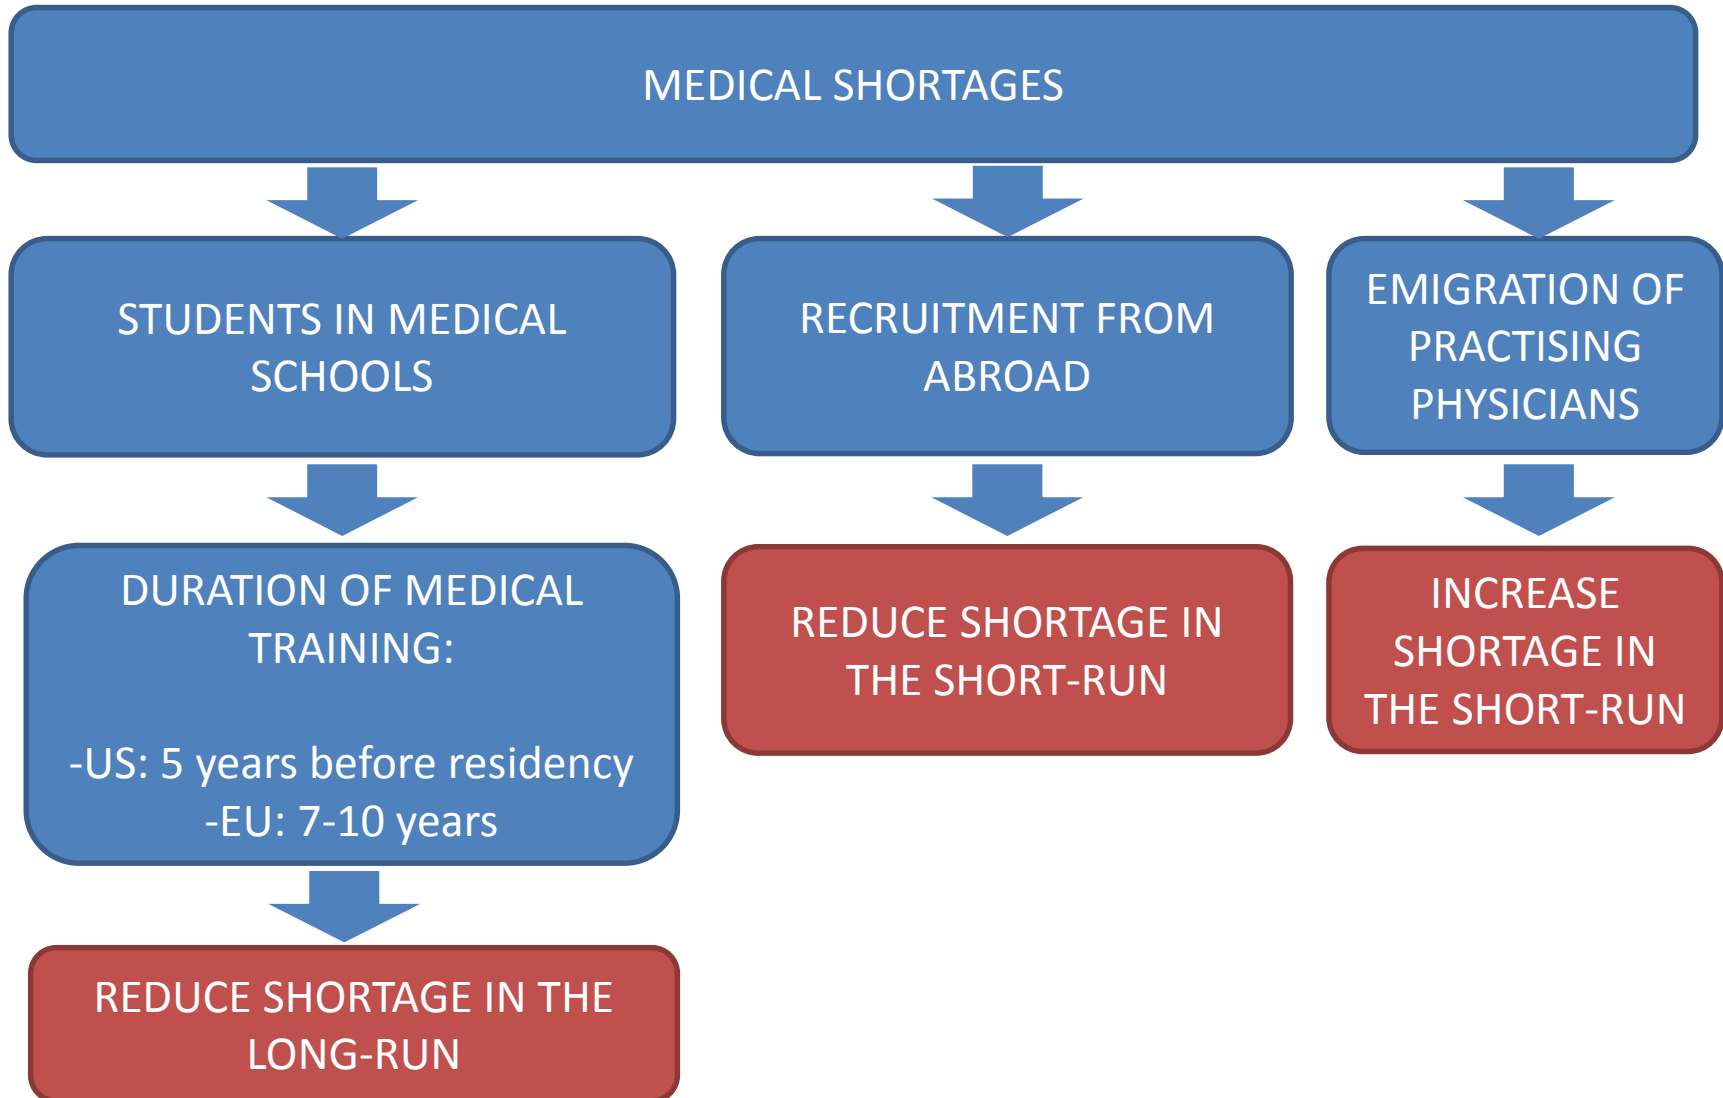 MEDICAL SHORTAGES
STUDENTS IN MEDICAL
SCHOOLS
RECRUITMENT FROM
ABROAD
EMIGRATION OF
PRACTISING
PHYSICIANS
DURATION OF MEDICAL
TRAINING:
-US: 5 years before residency
-EU: 7-10 years
REDUCE SHORTAGE IN
THE SHORT-RUN
INCREASE
SHORTAGE IN
THE SHORT-RUN
REDUCE SHORTAGE IN THE
LONG-RUN